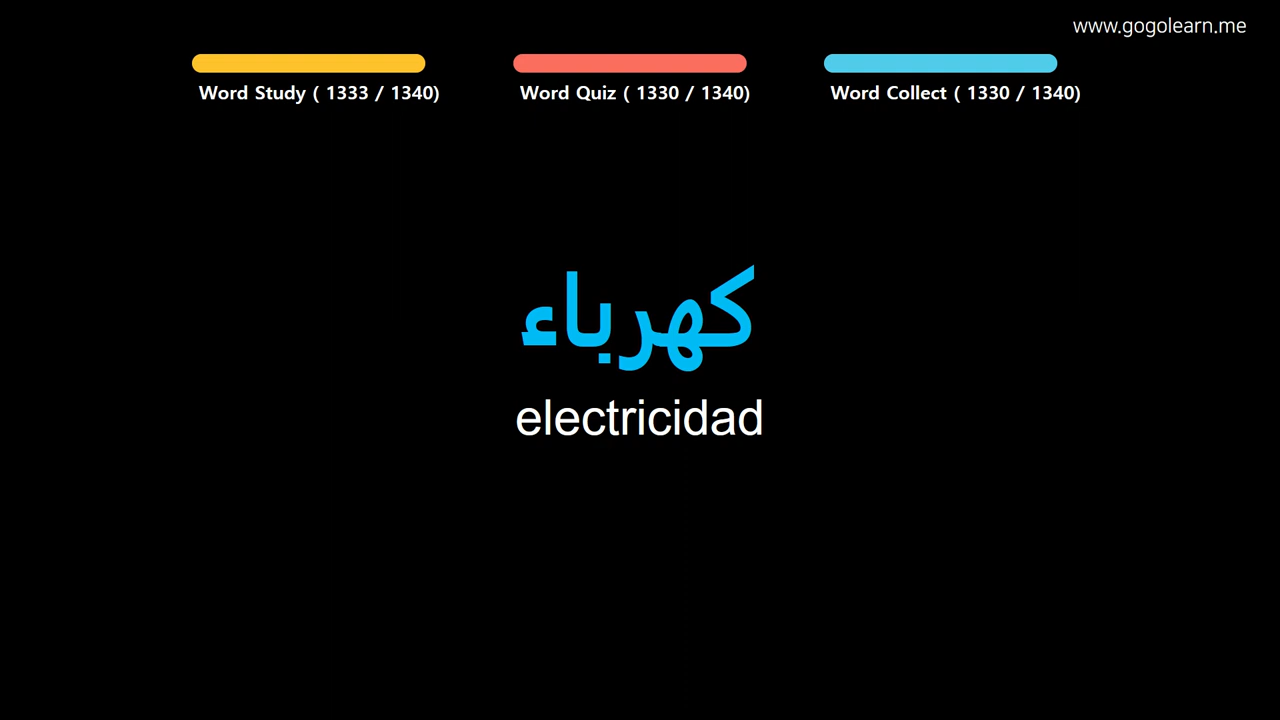 www.gogolearn.me
Word Study ( 1333 / 1340)
Word Quiz ( 1330 / 1340)
Word Collect ( 1330 / 1340)
كهرباء
electricidad